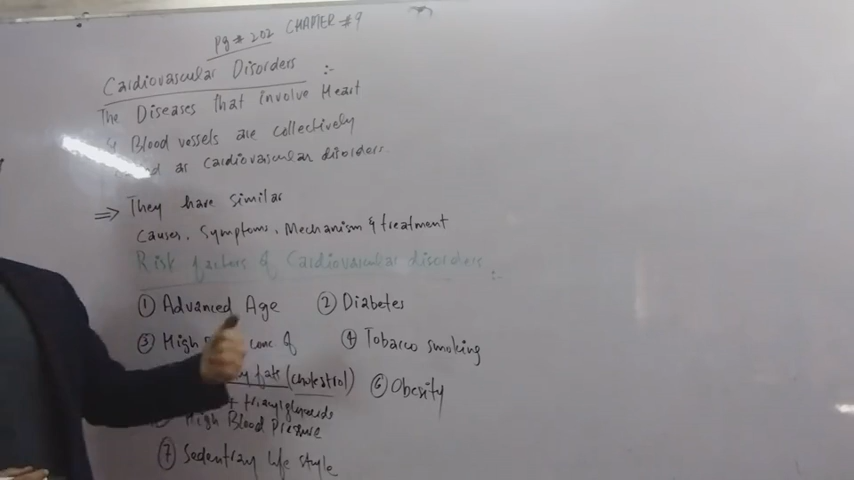 Pg # 202 CHAPTER # 9
Cardiovascular Disorders :-
The Diseases that involve Heart
& Blood vessels are collectively
as cardiovascular disorders.
⇒ They have similar
Causes, Symptoms, Mechanism & treatment
Risk factors of Cardiovascular disorders :-
① Advanced Age ② Diabetes
③ High conc of ④ Tobacco smoking
fats (cholestrol) ⑥ Obesity
+ triacylglycerids
High Blood Pressure
⑦ Sedentray life style